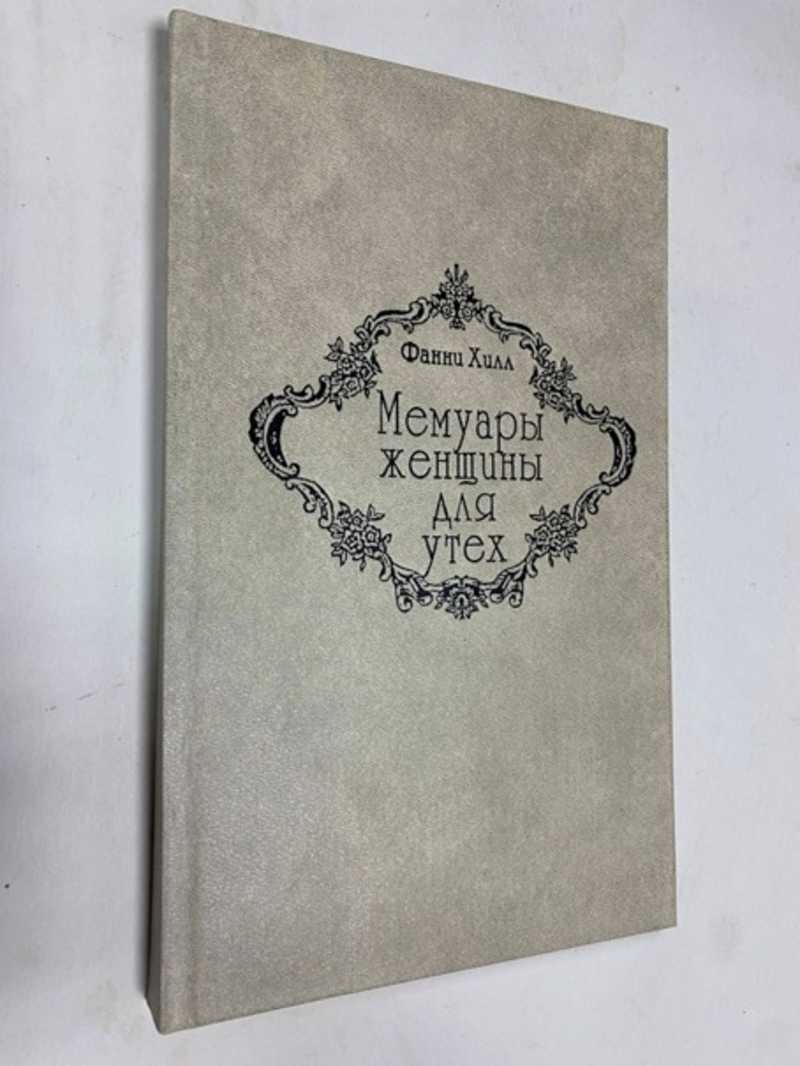 Фанни Хилл
Мемуары
женщины
для
утех